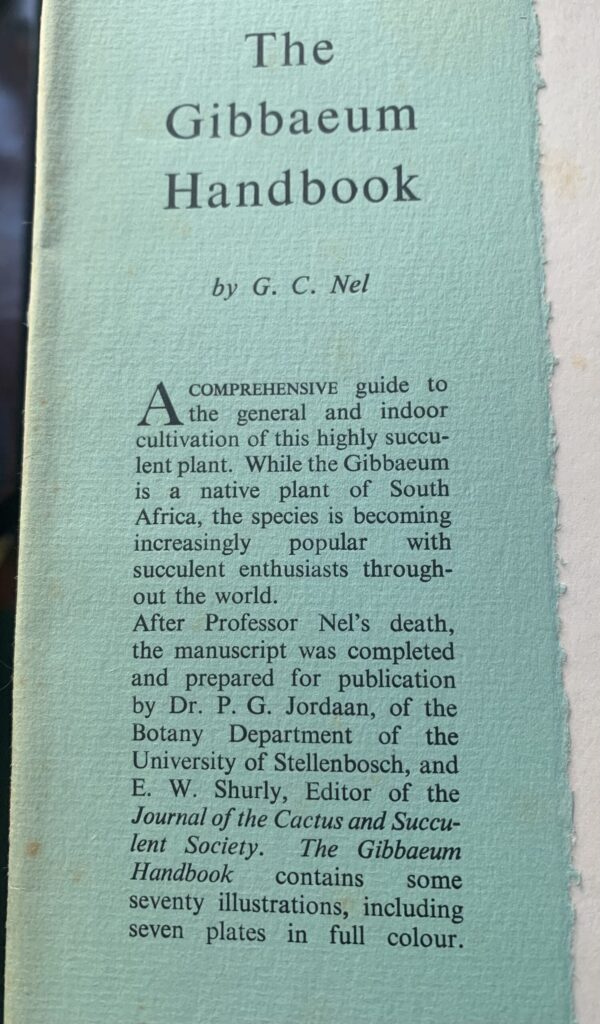 The
Gibbaeum
Handbook
by G. C. Nel
A COMPREHENSIVE guide to
the general and indoor
cultivation of this highly succu-
lent plant. While the Gibbaeum
is a native plant of South
Africa, the species is becoming
increasingly popular with
succulent enthusiasts through-
out the world.
After Professor Nel's death,
the manuscript was completed
and prepared for publication
by Dr. P. G. Jordaan, of the
Botany Department of the
University of Stellenbosch, and
E. W. Shurly, Editor of the
Journal of the Cactus and Succu-
lent Society. The Gibbaeum
Handbook contains some
seventy illustrations, including
seven plates in full colour.